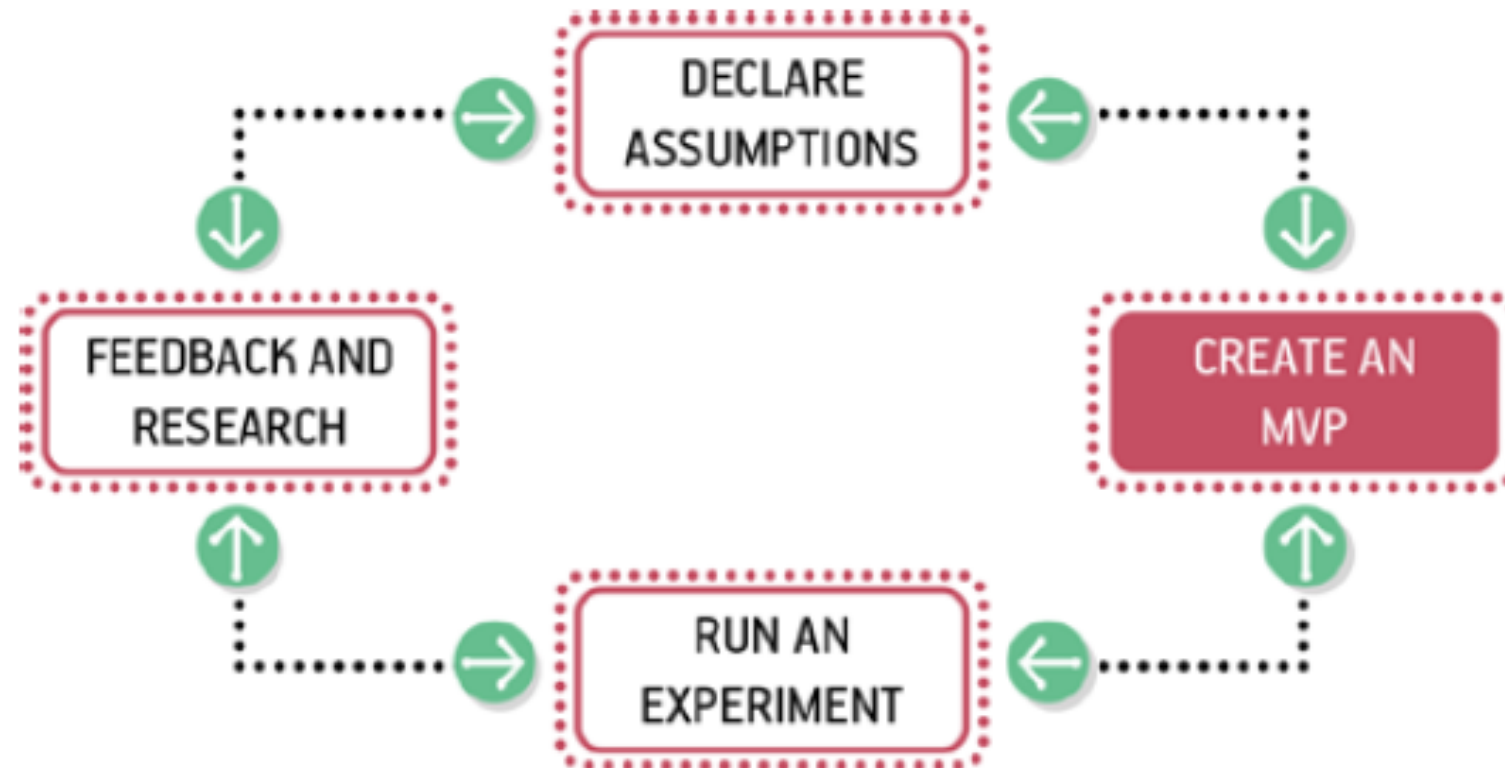 DECLARE
ASSUMPTIONS
FEEDBACK AND
RESEARCH
CREATE AN
MVP
RUN AN
EXPERIMENT